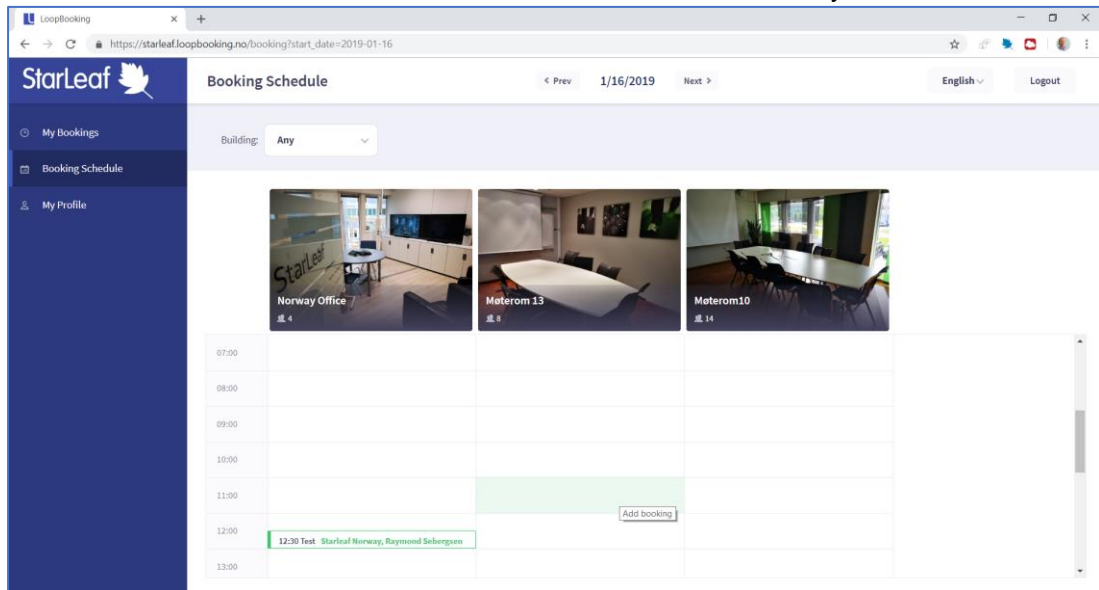 LoopBooking
https://starleaf.loopbooking.no/booking?start_date=2019-01-16
StarLeaf
Booking Schedule
Prev
1/16/2019
Next
English
Logout
My Bookings
Booking Schedule
My Profile
Building:
Any
StarLeaf
Norway Office
4
Møterom 13
8
Møterom10
14
07:00
08:00
09:00
10:00
11:00
Add booking
12:00
12:30 Test Starleaf Norway, Raymond Sebergsen
13:00